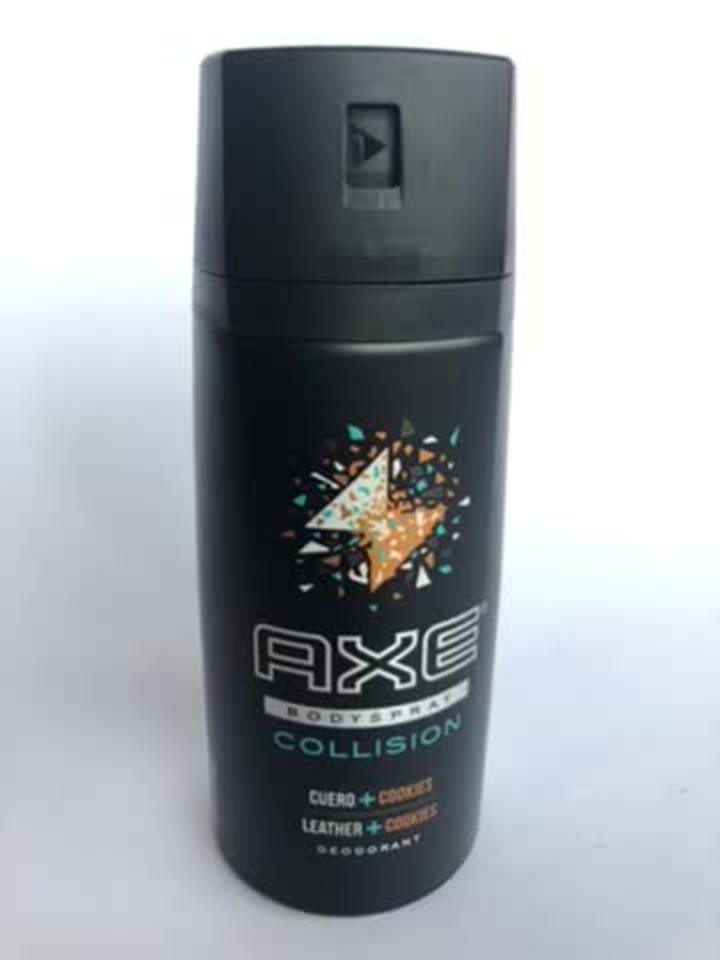 AXE
BODYSPRAY
COLLISION
CUERO + COOKIES
LEATHER + COOKIES
DEODORANT